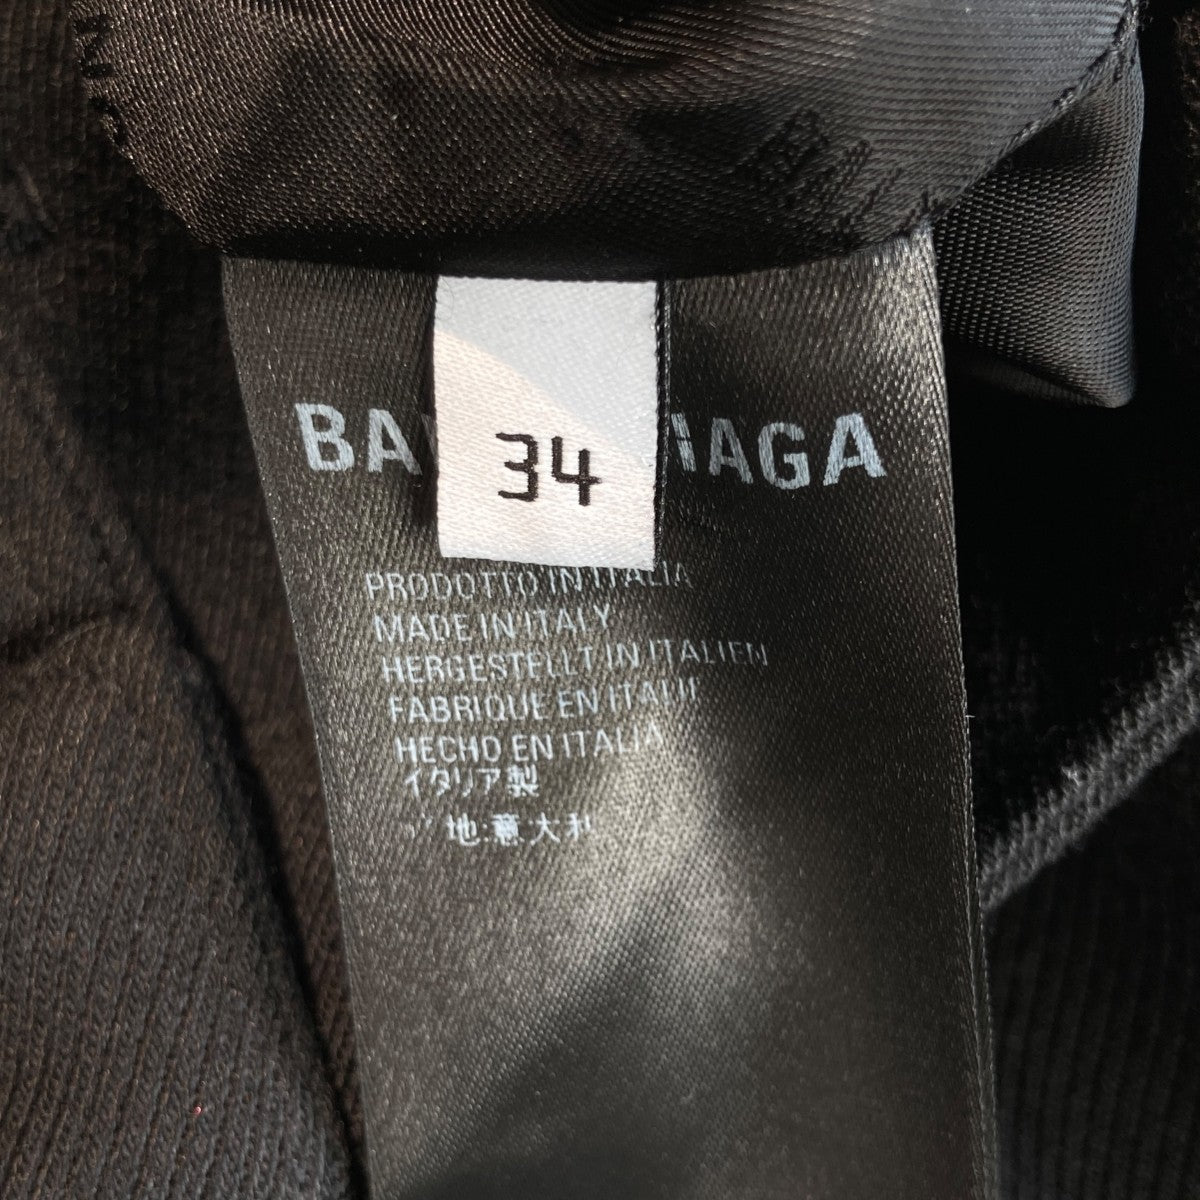 BA
34
IAGA
PRODOTTO IN ITALIA
MADE IN ITALY
HERGESTELLT IN ITALIEN
FABRIQUE EN ITALIE
HECHO EN ITALIA
イタリア製
地:意大利